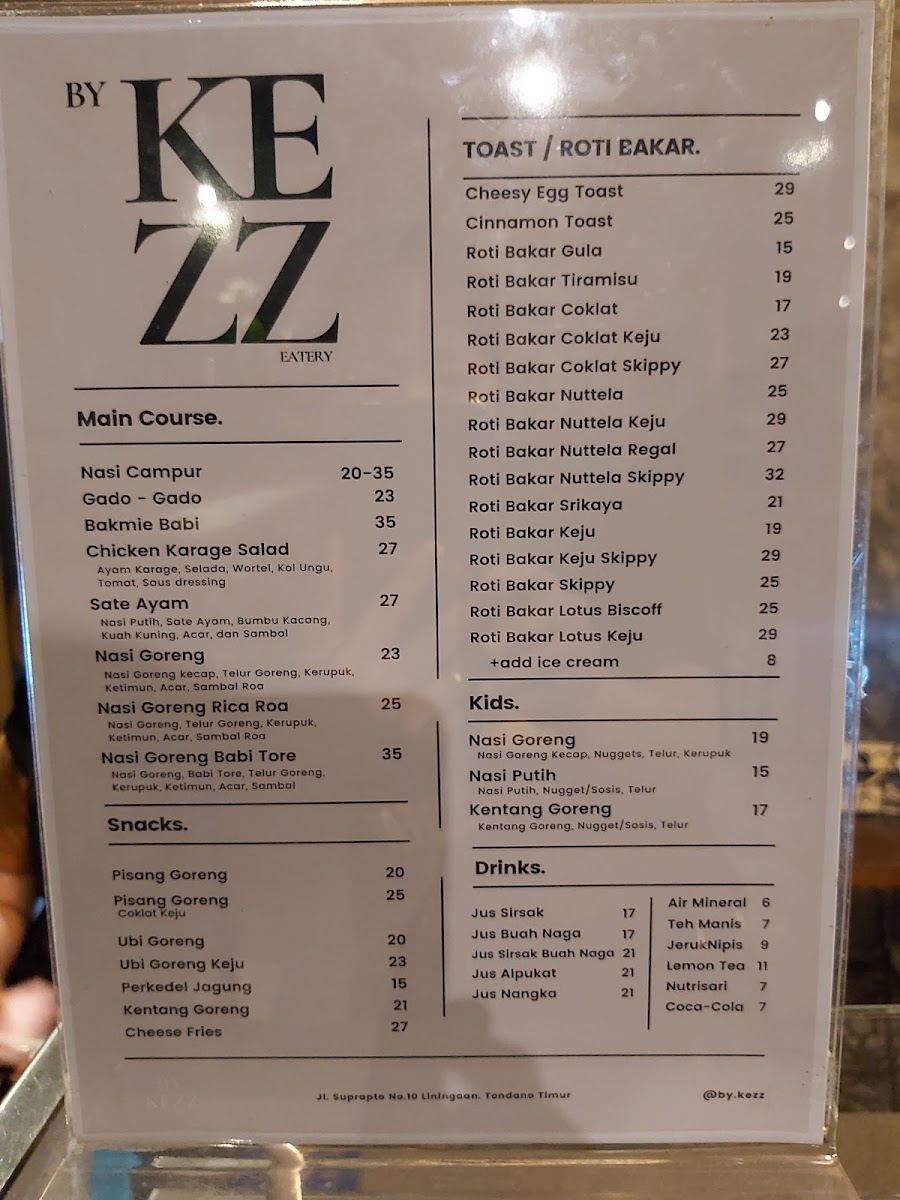 BY
KE
ZZ
EATERY
Main Course.
Nasi Campur 20-35
Gado - Gado 23
Bakmie Babi 35
Chicken Karage Salad 27
Ayam Karage, Selada, Wortel, Kol Ungu,
Tomat, Saus dressing
Sate Ayam 27
Nasi Putih, Sate Ayam, Bumbu Kacang,
Kuah Kuning, Acar, dan Sambal
Nasi Goreng 23
Nasi Goreng kecap, Telur Goreng, Kerupuk,
Ketimun, Acar, Sambal Roa
Nasi Goreng Rica Roa 25
Nasi Goreng, Telur Goreng, Kerupuk,
Ketimun, Acar, Sambal Roa
Nasi Goreng Babi Tore 35
Nasi Goreng, Babi Tore, Telur Goreng,
Kerupuk, Ketimun, Acar, Sambal
Snacks.
Pisang Goreng 20
Pisang Goreng 25
Coklat Keju
Ubi Goreng 20
Ubi Goreng Keju 23
Perkedel Jagung 15
Kentang Goreng 21
Cheese Fries 27
TOAST / ROTI BAKAR.
Cheesy Egg Toast 29
Cinnamon Toast 25
Roti Bakar Gula 15
Roti Bakar Tiramisu 19
Roti Bakar Coklat 17
Roti Bakar Coklat Keju 23
Roti Bakar Coklat Skippy 27
Roti Bakar Nuttela 25
Roti Bakar Nuttela Keju 29
Roti Bakar Nuttela Regal 27
Roti Bakar Nuttela Skippy 32
Roti Bakar Srikaya 21
Roti Bakar Keju 19
Roti Bakar Keju Skippy 29
Roti Bakar Skippy 25
Roti Bakar Lotus Biscoff 25
Roti Bakar Lotus Keju 29
+add ice cream 8
Kids.
Nasi Goreng 19
Nasi Goreng Kecap, Nuggets, Telur, Kerupuk
Nasi Putih 15
Nasi Putih, Nugget/Sosis, Telur
Kentang Goreng 17
Kentang Goreng, Nugget/Sosis, Telur
Drinks.
Jus Sirsak 17
Jus Buah Naga 17
Jus Sirsak Buah Naga 21
Jus Alpukat 21
Jus Nangka 21
Air Mineral 6
Teh Manis 7
JerukNipis 9
Lemon Tea 11
Nutrisari 7
Coca-Cola 7
Jl. Suprapto No.10 Liningaan, Tondano Timur
@by.kezz